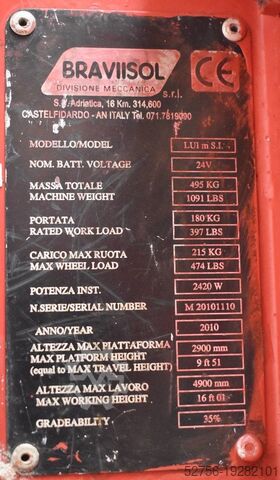 BRAVIISOL
DIVISIONE MECCANICA s.r.l.
CE
S.S. Adriatica, 16 Km. 314,600
CASTELFIDARDO - AN ITALY Tel. 071.7819090
MODELLO/MODEL LUI m S.I.
NOM. BATT. VOLTAGE 24V
MASSA TOTALE 495 KG
MACHINE WEIGHT 1091 LBS
PORTATA 180 KG
RATED WORK LOAD 397 LBS
CARICO MAX RUOTA 215 KG
MAX WHEEL LOAD 474 LBS
POTENZA INST. 2420 W
N.SERIE/SERIAL NUMBER M 20101110
ANNO/YEAR 2010
ALTEZZA MAX PIATTAFORMA 2900 mm
MAX PLATFORM HEIGHT 9 ft 51
(equal to MAX TRAVEL HEIGHT)
ALTEZZA MAX LAVORO 4900 mm
MAX WORKING HEIGHT 16 ft 01
GRADEABILITY 35%
52756-19282101